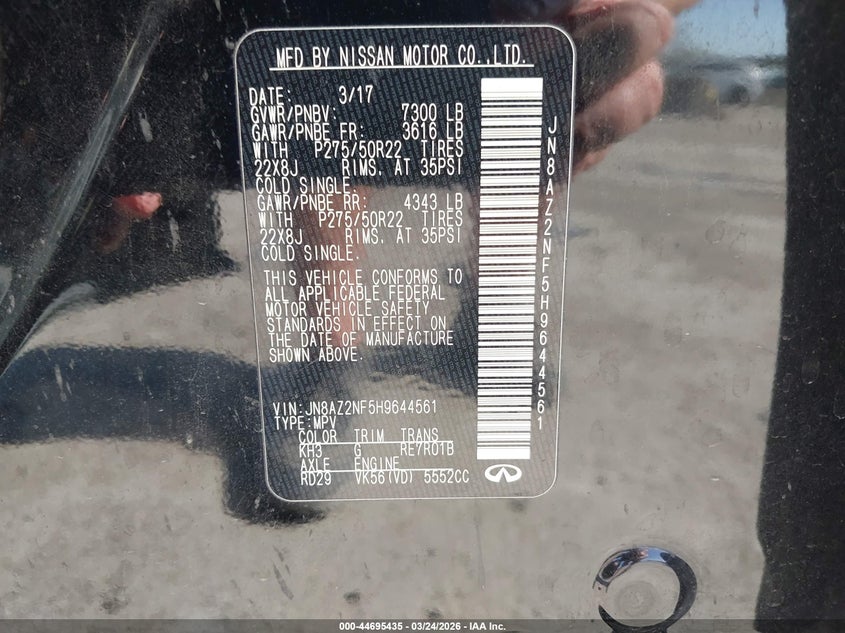 MFD BY NISSAN MOTOR CO.,LTD.
DATE: 3/17
GVWR/PNBV: 7300 LB
GAWR/PNBE FR: 3616 LB
WITH P275/50R22 TIRES
22X8J RIMS, AT 35PSI
COLD SINGLE.
GAWR/PNBE RR: 4343 LB
WITH P275/50R22 TIRES
22X8J RIMS, AT 35PSI
COLD SINGLE.
THIS VEHICLE CONFORMS TO
ALL APPLICABLE FEDERAL
MOTOR VEHICLE SAFETY
STANDARDS IN EFFECT ON
THE DATE OF MANUFACTURE
SHOWN ABOVE.
VIN:JN8AZ2NF5H9644561
TYPE:MPV
COLOR TRIM TRANS
KH3 G RE7R01B
AXLE ENGINE
RD29 VK56(VD) 5552CC
JN8AZ2NF5H9644561
000-44695435 - 03/24/2026 - IAA Inc.